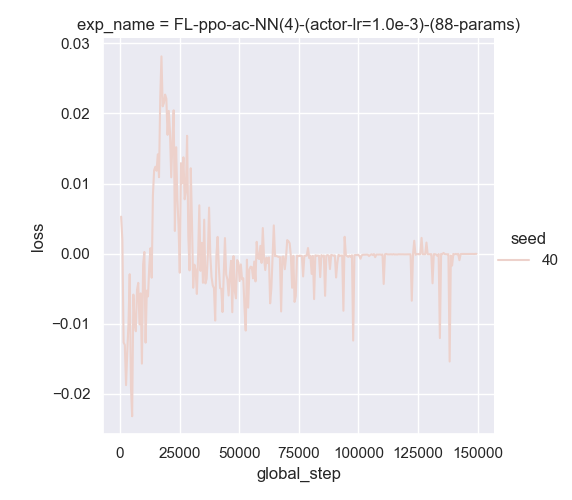 exp_name = FL-ppo-ac-NN(4)-(actor-lr=1.0e-3)-(88-params)
0.03
0.02
0.01
0.00
−0.01
−0.02
loss
0 25000 50000 75000 100000 125000 150000
global_step
seed
40